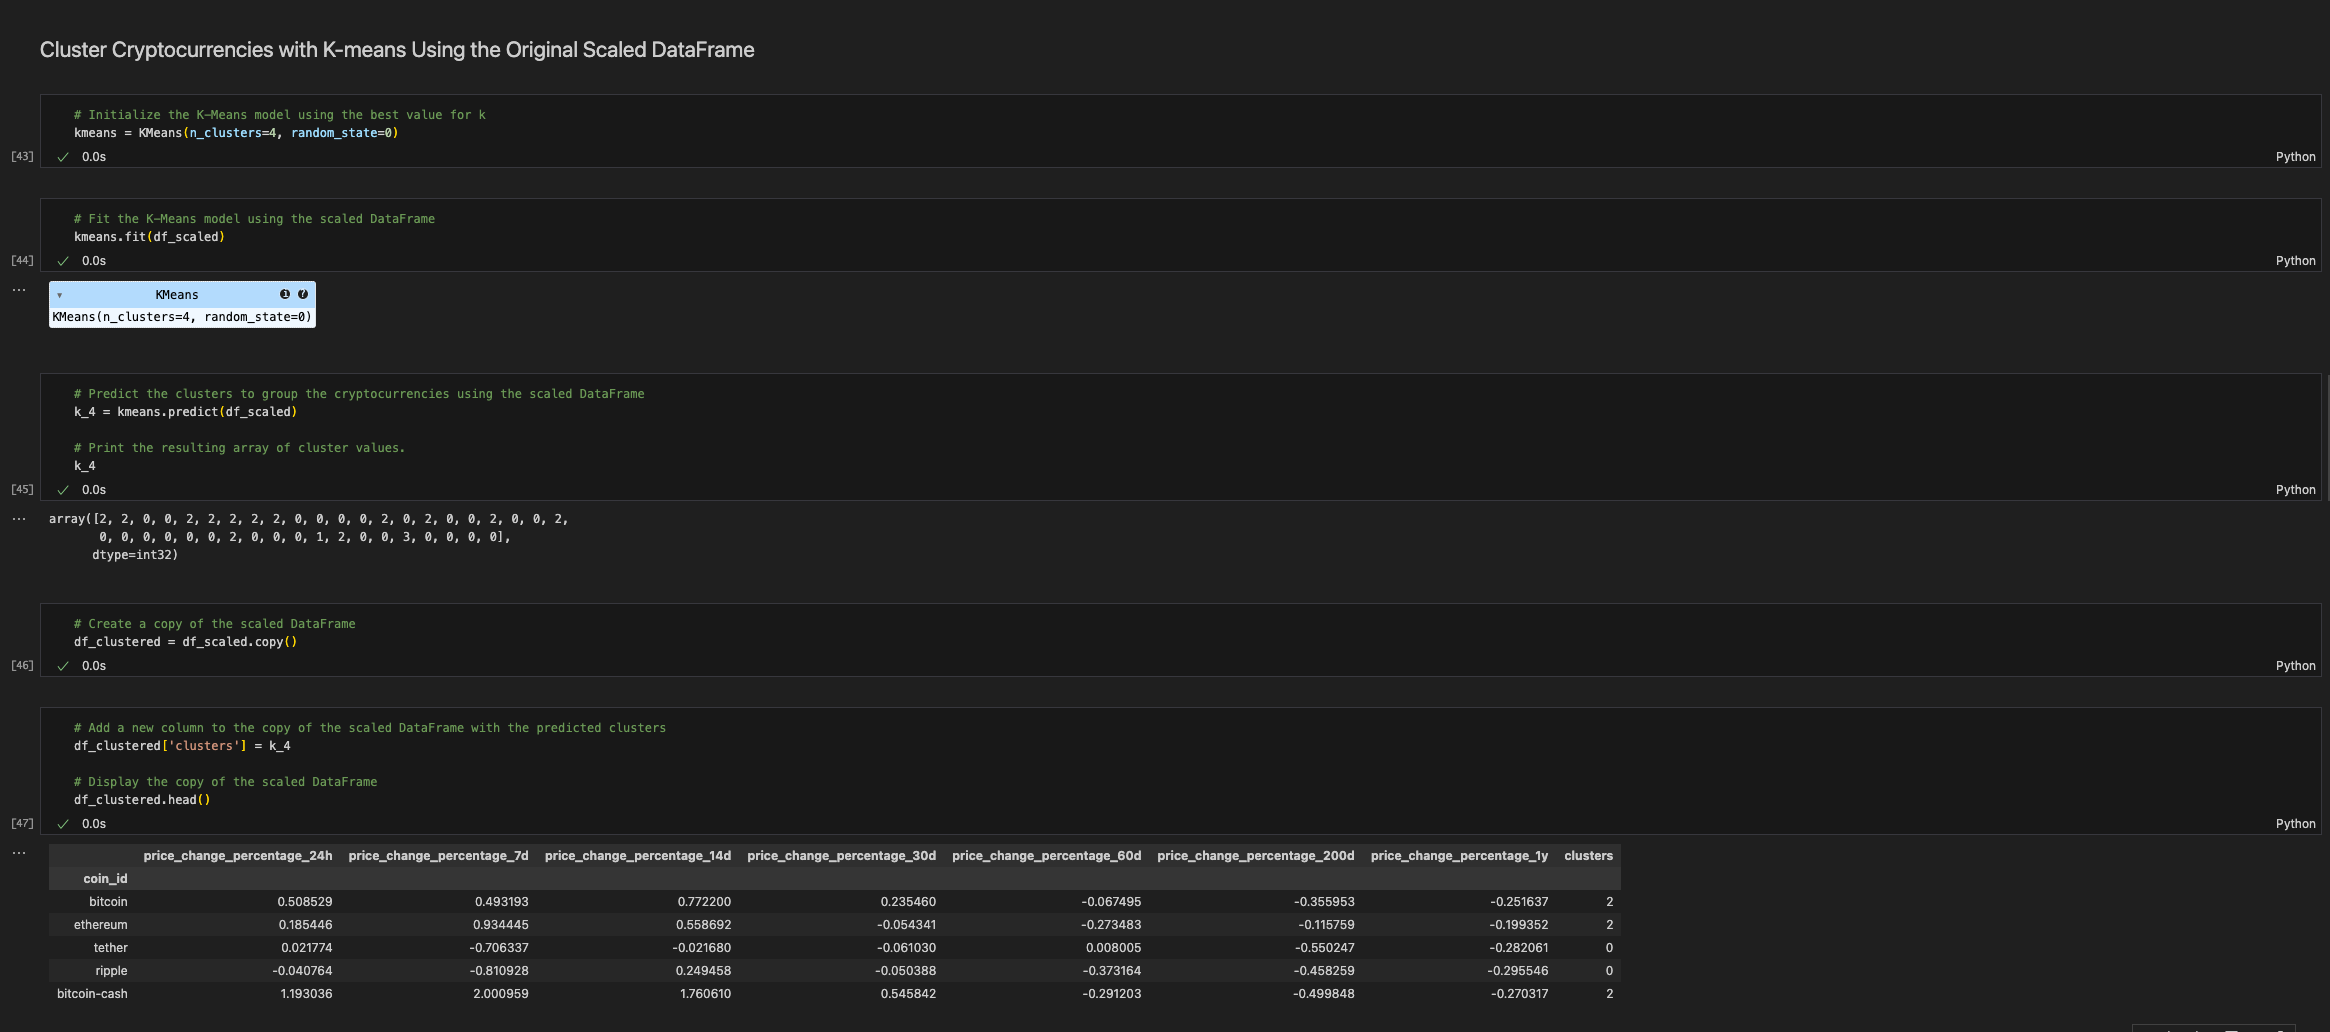 Cluster Cryptocurrencies with K-means Using the Original Scaled DataFrame
# Initialize the K-Means model using the best value for k
kmeans = KMeans(n_clusters=4, random_state=0)
[43] ✓ 0.0s Python
# Fit the K-Means model using the scaled DataFrame
kmeans.fit(df_scaled)
[44] ✓ 0.0s Python
... ▾ KMeans i ?
KMeans(n_clusters=4, random_state=0)
# Predict the clusters to group the cryptocurrencies using the scaled DataFrame
k_4 = kmeans.predict(df_scaled)
# Print the resulting array of cluster values.
k_4
[45] ✓ 0.0s Python
... array([2, 2, 0, 0, 2, 2, 2, 2, 2, 0, 0, 0, 0, 2, 0, 2, 0, 0, 2, 0, 0, 2,
0, 0, 0, 0, 0, 0, 2, 0, 0, 0, 1, 2, 0, 0, 3, 0, 0, 0, 0],
dtype=int32)
# Create a copy of the scaled DataFrame
df_clustered = df_scaled.copy()
[46] ✓ 0.0s Python
# Add a new column to the copy of the scaled DataFrame with the predicted clusters
df_clustered['clusters'] = k_4
# Display the copy of the scaled DataFrame
df_clustered.head()
[47] ✓ 0.0s Python
... price_change_percentage_24h price_change_percentage_7d price_change_percentage_14d price_change_percentage_30d price_change_percentage_60d price_change_percentage_200d price_change_percentage_1y clusters
coin_id
bitcoin 0.508529 0.493193 0.772200 0.235460 -0.067495 -0.355953 -0.251637 2
ethereum 0.185446 0.934445 0.558692 -0.054341 -0.273483 -0.115759 -0.199352 2
tether 0.021774 -0.706337 -0.021680 -0.061030 0.008005 -0.550247 -0.282061 0
ripple -0.040764 -0.810928 0.249458 -0.050388 -0.373164 -0.458259 -0.295546 0
bitcoin-cash 1.193036 2.000959 1.760610 0.545842 -0.291203 -0.499848 -0.270317 2